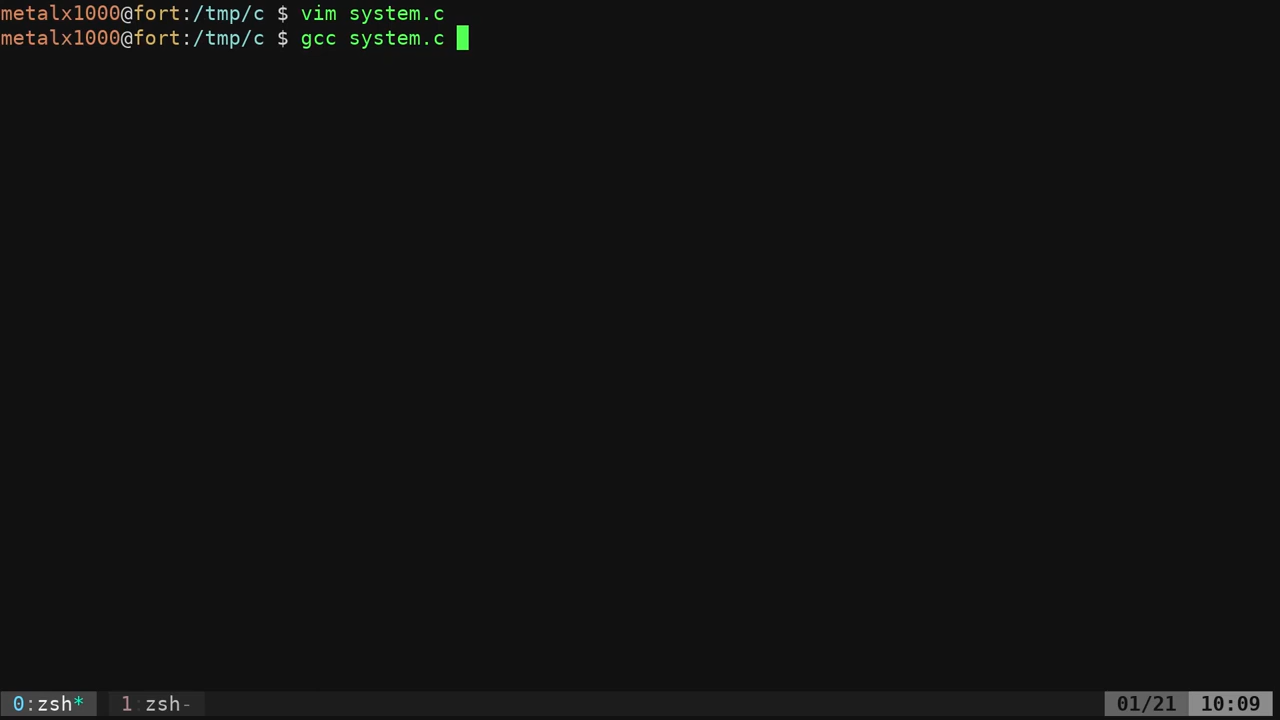 metalx1000@fort:/tmp/c $ vim system.c
metalx1000@fort:/tmp/c $ gcc system.c
0:zsh* 1:zsh- 01/21 10:09